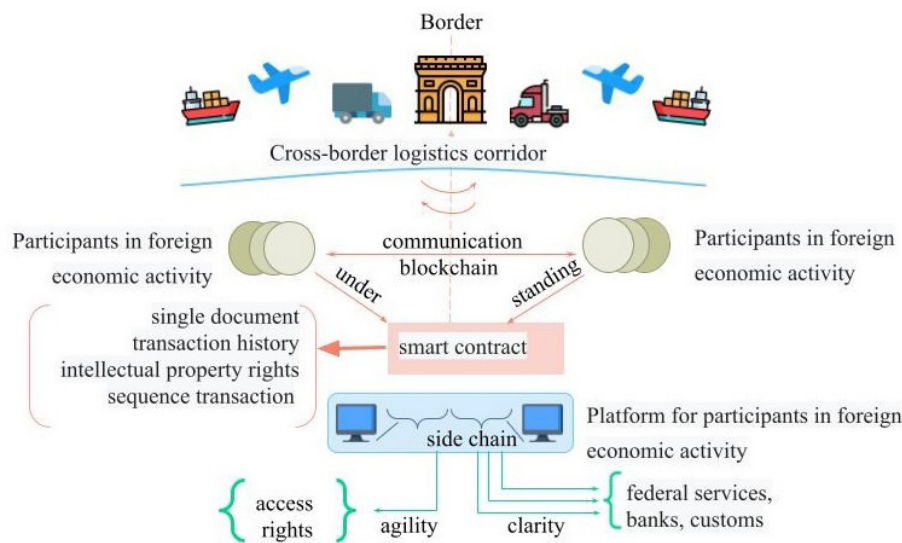 Border
Cross-border logistics corridor
Participants in foreign
economic activity
communication
blockchain
Participants in foreign
economic activity
under
standing
single document
transaction history
intellectual property rights
sequence transaction
smart contract
side chain
Platform for participants in foreign
economic activity
access
rights
agility
clarity
federal services,
banks, customs